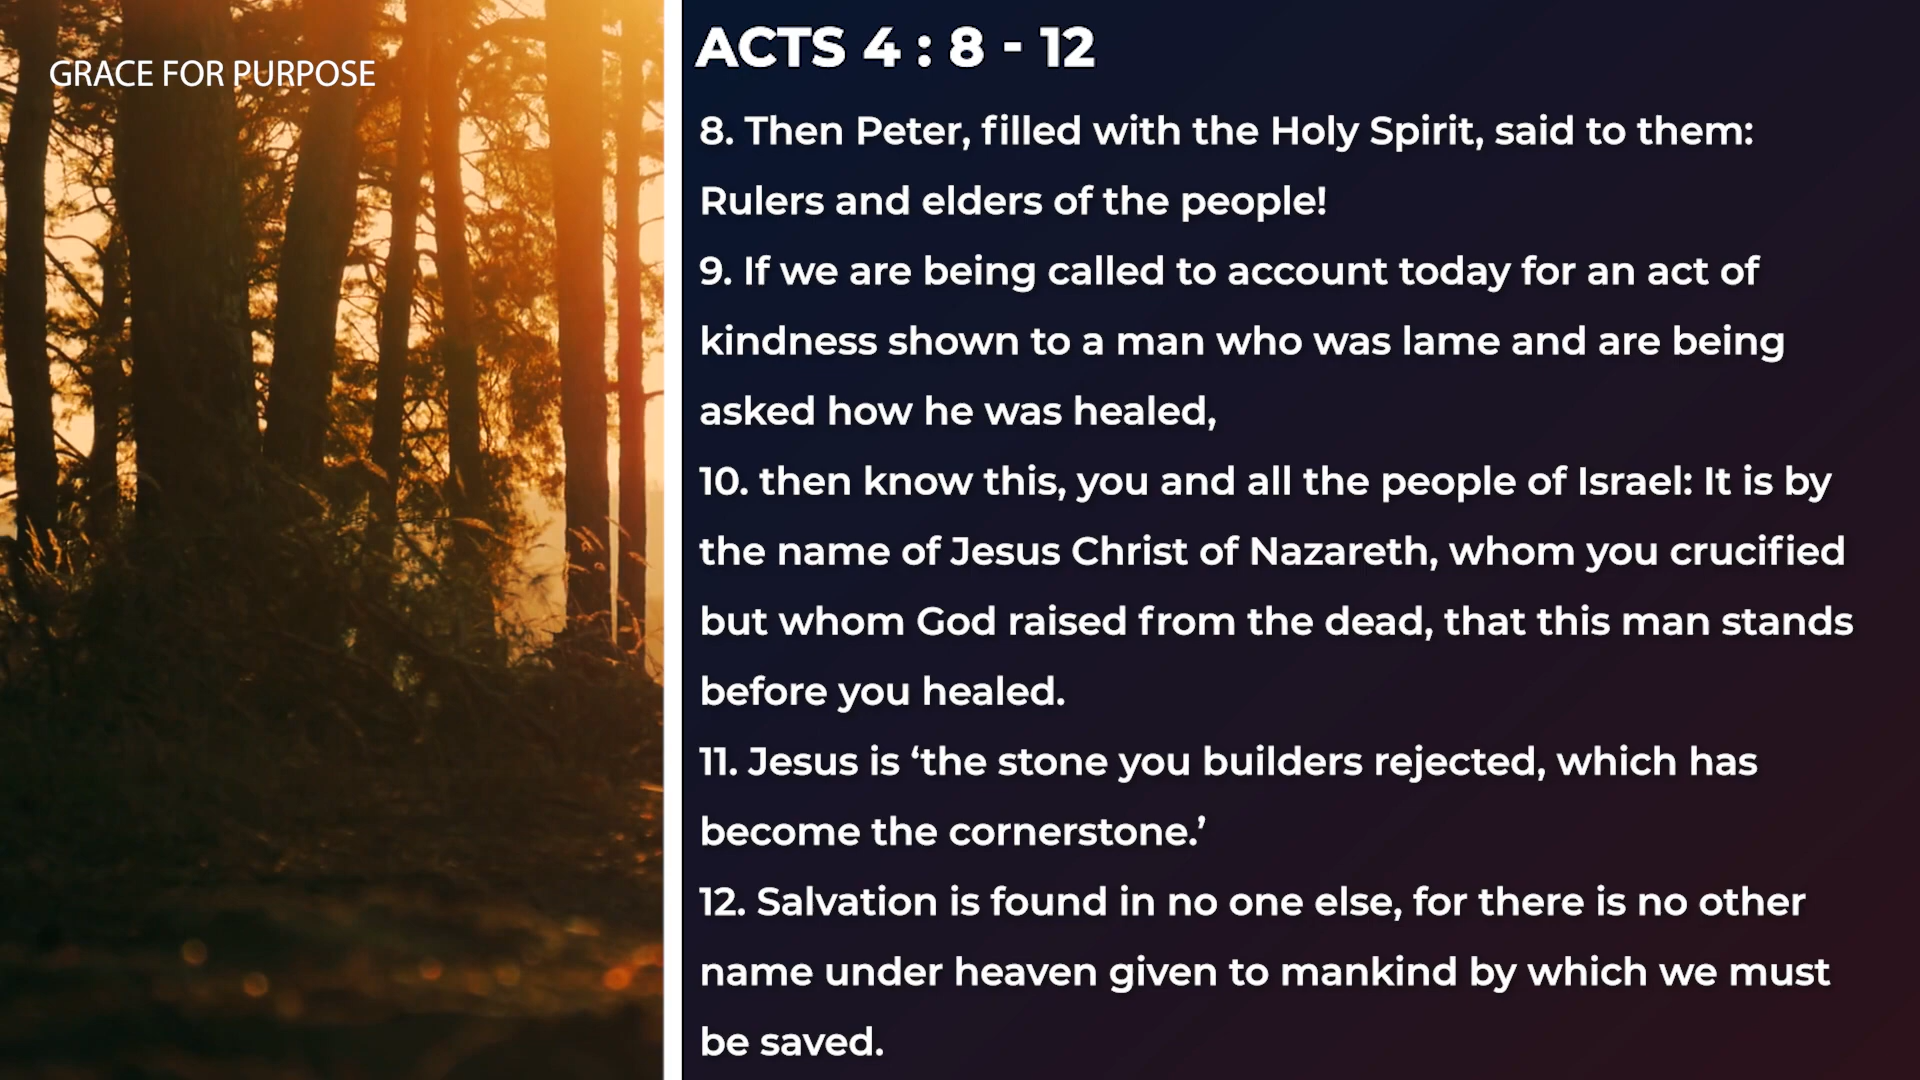 GRACE FOR PURPOSE
ACTS 4 : 8 - 12
8. Then Peter, filled with the Holy Spirit, said to them:
Rulers and elders of the people!
9. If we are being called to account today for an act of
kindness shown to a man who was lame and are being
asked how he was healed,
10. then know this, you and all the people of Israel: It is by
the name of Jesus Christ of Nazareth, whom you crucified
but whom God raised from the dead, that this man stands
before you healed.
11. Jesus is ‘the stone you builders rejected, which has
become the cornerstone.’
12. Salvation is found in no one else, for there is no other
name under heaven given to mankind by which we must
be saved.